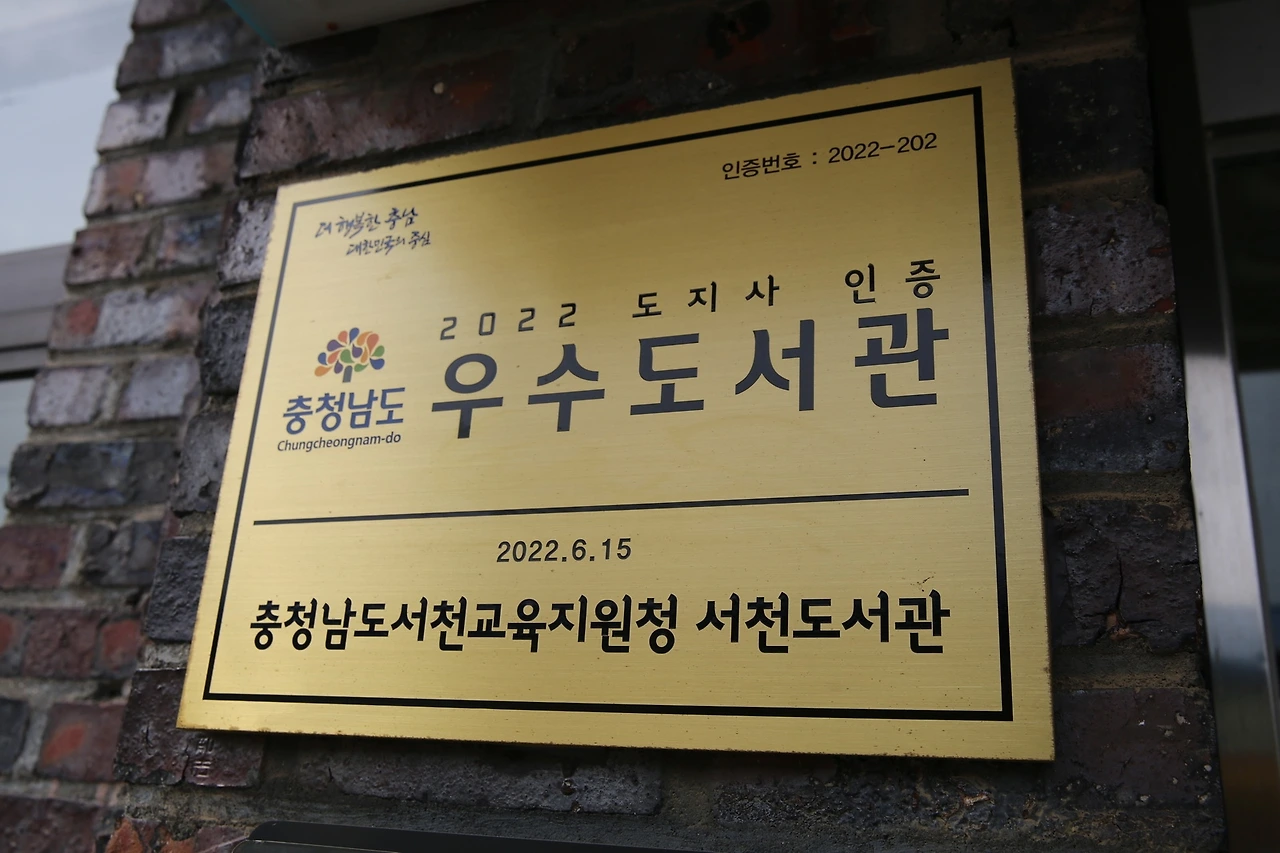 인증번호 : 2022-202
더 행복한 충남
대한민국의 중심
2022 도지사 인증
우수도서관
충청남도
Chungcheongnam-do
2022.6.15
충청남도서천교육지원청 서천도서관